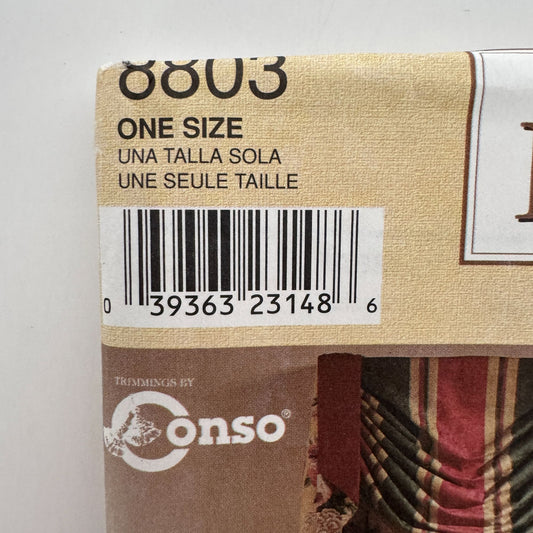 8803
ONE SIZE
UNA TALLA SOLA
UNE SEULE TAILLE
0 39363 23148 6
TRIMMINGS BY
Conso®